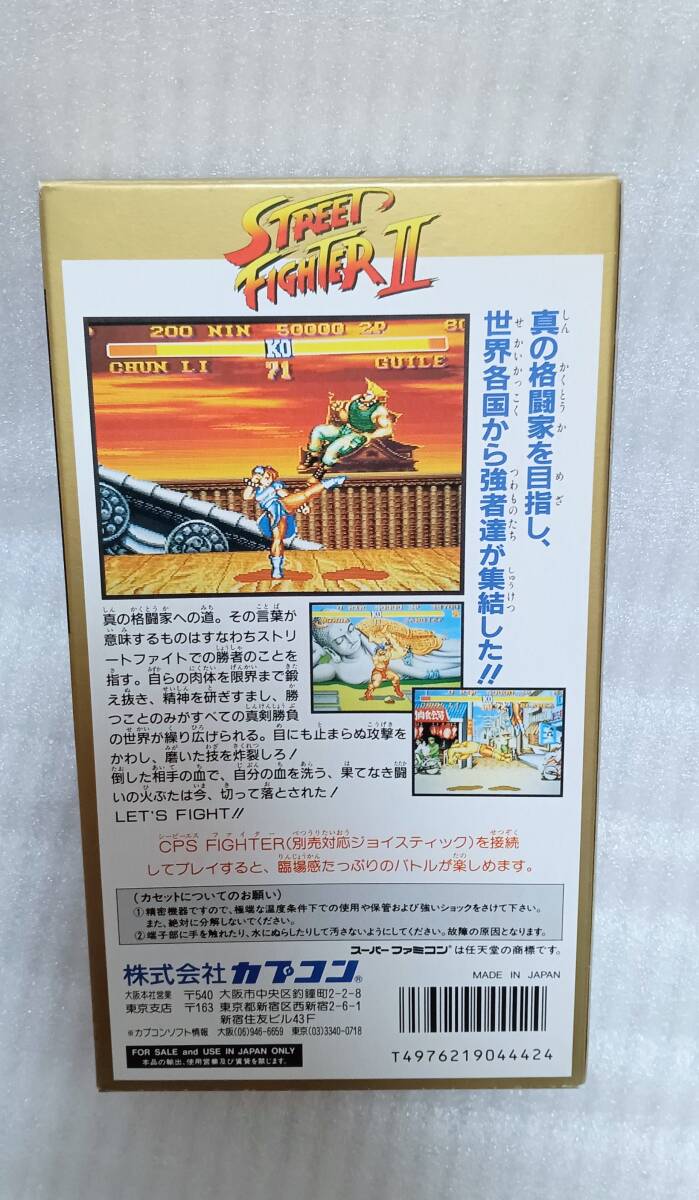 STREET
FIGHTER II
真の格闘家を目指し、
世界各国から強者達が集結した!!
200 NIN 50000 2P
KO
CHUN LI 71 GUILE
真の格闘家への道。その言葉が
意味するものはすなわちストリ
ートファイトでの勝者のことを
指す。自らの肉体を限界まで鍛
え抜き、精神を研ぎすまし、勝
つことのみがすべての真剣勝負
の世界が繰り広げられる。目にも止まらぬ攻撃を
かわし、磨いた技を炸裂しろ!
倒した相手の血で、自分の血を洗う、果てなき闘
いの火ぶたは今、切って落とされた!
LET'S FIGHT!!
CPS FIGHTER(別売対応ジョイスティック)を接続
してプレイすると、臨場感たっぷりのバトルが楽しめます。
〈カセットについてのお願い〉
①精密機器ですので、極端な温度条件下での使用や保管および強いショックをさけて下さい。
また、絶対に分解しないでください。
②端子部に手を触れたり、水にぬらしたりして汚さないようにしてください。故障の原因となります。
スーパーファミコンは任天堂の商標です。
株式会社カプコン®
MADE IN JAPAN
大阪本社営業 〒540 大阪市中央区釣鐘町2-2-8
東京支店 〒163 東京都新宿区西新宿2-6-1
新宿住友ビル43F
※カプコンソフト情報 大阪(06)946-6659 東京(03)3340-0718
FOR SALE and USE IN JAPAN ONLY
本品の輸出、使用営業及び賃貸を禁じます。
T4976219044424